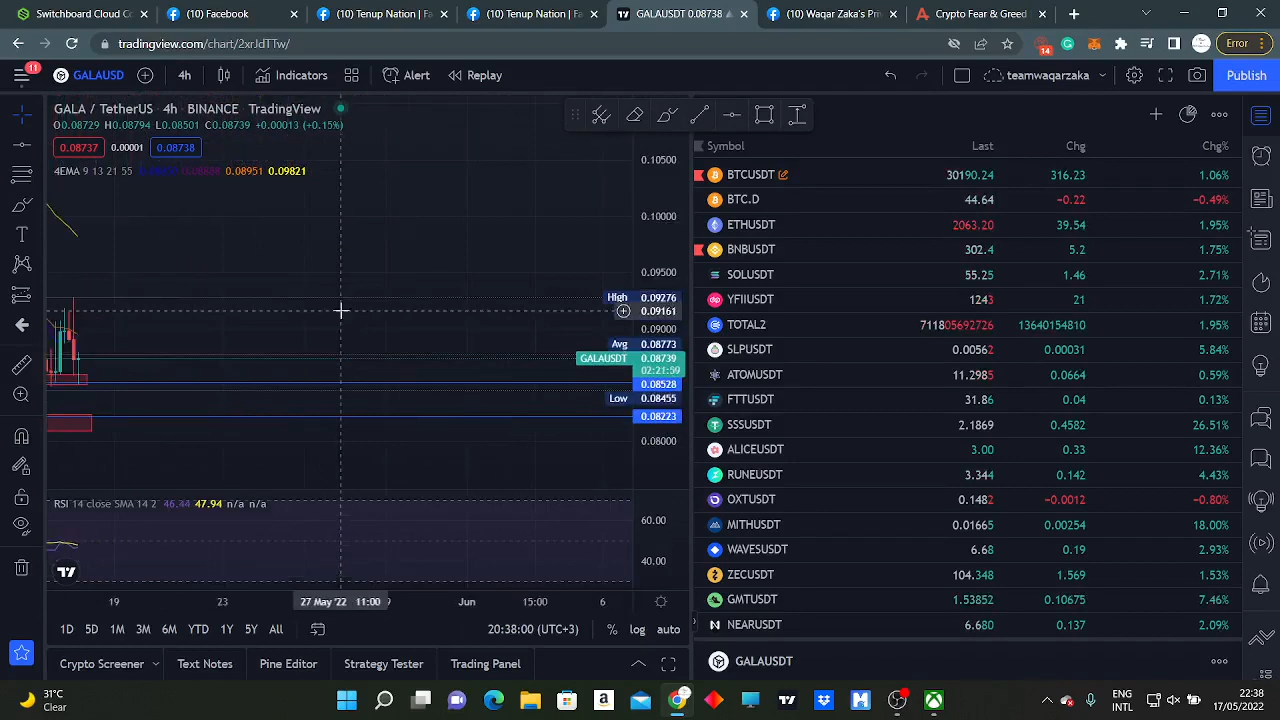 Softwood Crypto Co
(10) Facebook
(10) Tenup Nation | Fa
(10) Tenup Nation | Fa
GALAUSD 0.08738
(10) Waqar Zaka's Pri
Crypto Fear & Greed
tradingview.com/chart/2xrJdTTw/
14
Error
11
GALAUSD
4h
Indicators
Alert
Replay
teamwaqarzaka
Publish
GALA / TetherUS · 4h · BINANCE · TradingView
O0.08729 H0.08794 L0.08501 C0.08739 +0.00013 (+0.15%)
0.08737
0.00001
0.08738
4EMA 9 13 21 55
0.08888 0.08951 0.09821
0.10500
0.10000
0.09500
High 0.09276
0.09161
0.09000
Avg 0.08773
GALAUSDT 0.08739
02:21:59
0.08528
Low 0.08455
0.08223
0.08000
RSI 14 close SMA 14 2 46.44 47.94 n/a n/a
60.00
40.00
19
23
27 May '22 11:00
9
Jun
15:00
6
1D
5D
1M
3M
6M
YTD
1Y
5Y
All
20:38:00 (UTC+3)
%
log
auto
Crypto Screener
Text Notes
Pine Editor
Strategy Tester
Trading Panel
Symbol Last Chg Chg%
BTCUSDT 30190.24 316.23 1.06%
BTC.D 44.64 −0.22 −0.49%
ETHUSDT 2063.20 39.54 1.95%
BNBUSDT 302.4 5.2 1.75%
SOLUSDT 55.25 1.46 2.71%
YFIIUSDT 1243 21 1.72%
TOTAL2 711805692726 13640154810 1.95%
SLPUSDT 0.00562 0.00031 5.84%
ATOMUSDT 11.2985 0.0664 0.59%
FTTUSDT 31.86 0.04 0.13%
SSSUSDT 2.1869 0.4582 26.51%
ALICEUSDT 3.00 0.33 12.36%
RUNEUSDT 3.344 0.142 4.43%
OXTUSDT 0.1482 −0.0012 −0.80%
MITHUSDT 0.01665 0.00254 18.00%
WAVESUSDT 6.68 0.19 2.93%
ZECUSDT 104.348 1.569 1.53%
GMTUSDT 1.53852 0.10675 7.46%
NEARUSDT 6.680 0.137 2.09%
GALAUSDT
31°C
Clear
ENG
INTL
22:38
17/05/2022